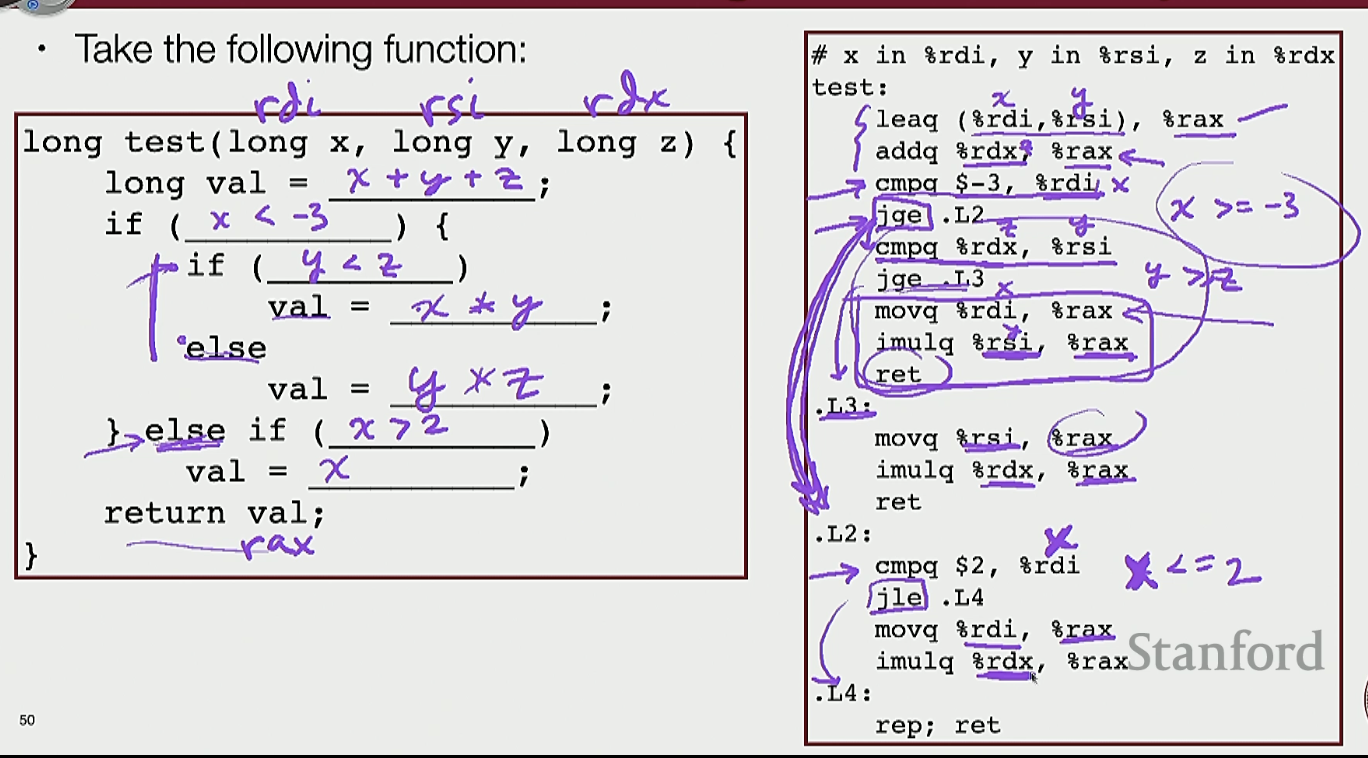 • Take the following function:
rdi rsi rdx
long test(long x, long y, long z) {
long val = x + y + z ;
if ( x < -3 ) {
if ( y < z )
val = x * y ;
else
val = y * z ;
} else if ( x > 2 )
val = x ;
return val;
rax
}
50
# x in %rdi, y in %rsi, z in %rdx
test:
x y
leaq (%rdi,%rsi), %rax
addq %rdx, %rax
cmpq $-3, %rdi x
x >= -3
jge .L2
z y
cmpq %rdx, %rsi
y >= z
jge .L3
x
movq %rdi, %rax
imulq %rsi, %rax
ret
.L3:
movq %rsi, %rax
imulq %rdx, %rax
ret
.L2:
x
cmpq $2, %rdi x <= 2
jle .L4
movq %rdi, %rax
imulq %rdx, %rax
Stanford
.L4:
rep; ret